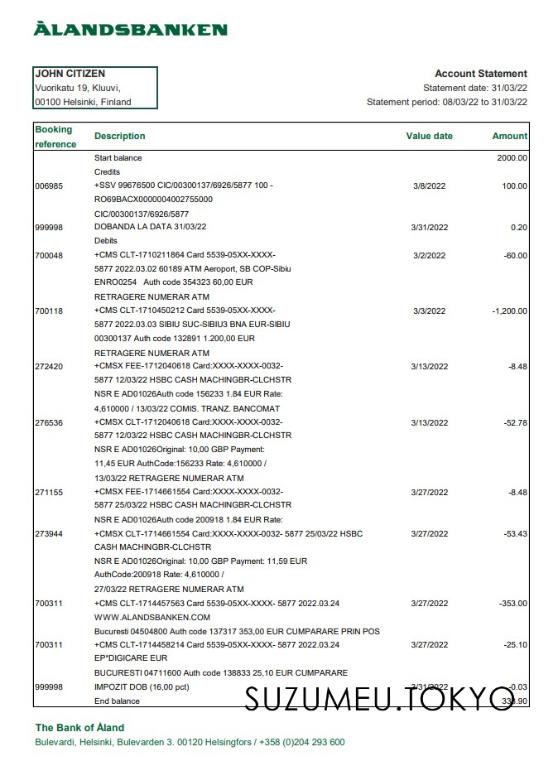 ÅLANDSBANKEN
JOHN CITIZEN
Vuorikatu 19, Kluuvi,
00100 Helsinki, Finland
Account Statement
Statement date: 31/03/22
Statement period: 08/03/22 to 31/03/22
Booking reference Description Value date Amount
Start balance 2000.00
Credits
006985 +SSV 99676500 CIC/00300137/6926/5877 100 - 3/8/2022 100.00
RO69BACX0000004002755000
CIC/00300137/6926/5877
999998 DOBANDA LA DATA 31/03/22 3/31/2022 0.20
Debits
700048 +CMS CLT-1710211864 Card 5539-05XX-XXXX- 3/2/2022 -60.00
5877 2022.03.02 60189 ATM Aeroport, SB COP-Sibiu
ENRO0254 Auth code 354323 60,00 EUR
RETRAGERE NUMERAR ATM
700118 +CMS CLT-1710450212 Card 5539-05XX-XXXX- 3/3/2022 -1,200.00
5877 2022.03.03 SIBIU SUC-SIBIU3 BNA EUR-SIBIU
00300137 Auth code 132891 1.200,00 EUR
RETRAGERE NUMERAR ATM
272420 +CMSX FEE-1712040618 Card:XXXX-XXXX-0032- 3/13/2022 -8.48
5877 12/03/22 HSBC CASH MACHINGBR-CLCHSTR
NSR E AD01026Auth code 156233 1.84 EUR Rate:
4,610000 / 13/03/22 COMIS. TRANZ. BANCOMAT
276536 +CMSX CLT-1712040618 Card:XXXX-XXXX-0032- 3/13/2022 -52.78
5877 12/03/22 HSBC CASH MACHINGBR-CLCHSTR
NSR E AD01026Original: 10,00 GBP Payment:
11,45 EUR AuthCode:156233 Rate: 4,610000 /
13/03/22 RETRAGERE NUMERAR ATM
271155 +CMSX FEE-1714661554 Card:XXXX-XXXX-0032- 3/27/2022 -8.48
5877 25/03/22 HSBC CASH MACHINGBR-CLCHSTR
NSR E AD01026Auth code 200918 1.84 EUR Rate:
273944 +CMSX CLT-1714661554 Card:XXXX-XXXX-0032- 5877 25/03/22 HSBC 3/27/2022 -53.43
CASH MACHINGBR-CLCHSTR
NSR E AD01026Original: 10,00 GBP Payment: 11,59 EUR
AuthCode:200918 Rate: 4,610000 /
27/03/22 RETRAGERE NUMERAR ATM
700311 +CMS CLT-1714457563 Card 5539-05XX-XXXX- 5877 2022.03.24 3/27/2022 -353.00
WWW.ALANDSBANKEN.COM
Bucuresti 04504800 Auth code 137317 353,00 EUR CUMPARARE PRIN POS
700311 +CMS CLT-1714458214 Card 5539-05XX-XXXX- 5877 2022.03.24 3/27/2022 -25.10
EP*DIGICARE EUR
BUCURESTI 04711600 Auth code 138833 25,10 EUR CUMPARARE
999998 IMPOZIT DOB (16,00 pct) 3/31/2022 -0.03
End balance
SUZUMEU.TOKYO
The Bank of Åland
Bulevardi, Helsinki, Bulevarden 3. 00120 Helsingfors / +358 (0)204 293 600